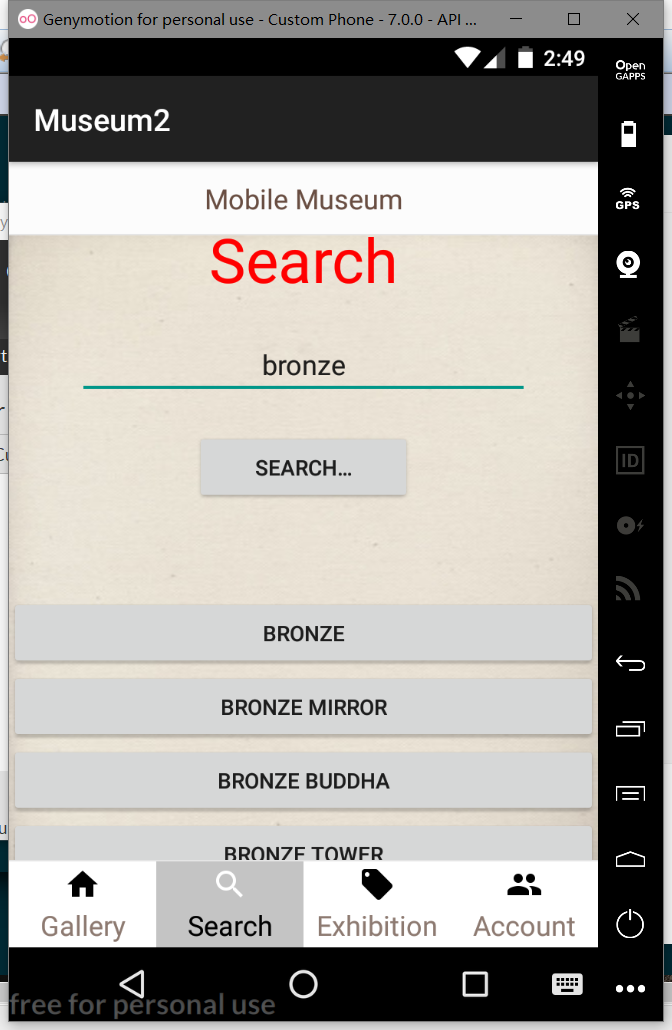 Genymotion for personal use - Custom Phone - 7.0.0 - API ...
2:49
Open
GAPPS
Museum2
GPS
Mobile Museum
Search
bronze
ID
SEARCH...
BRONZE
BRONZE MIRROR
BRONZE BUDDHA
BRONZE TOWER
Gallery
Search
Exhibition
Account
free for personal use